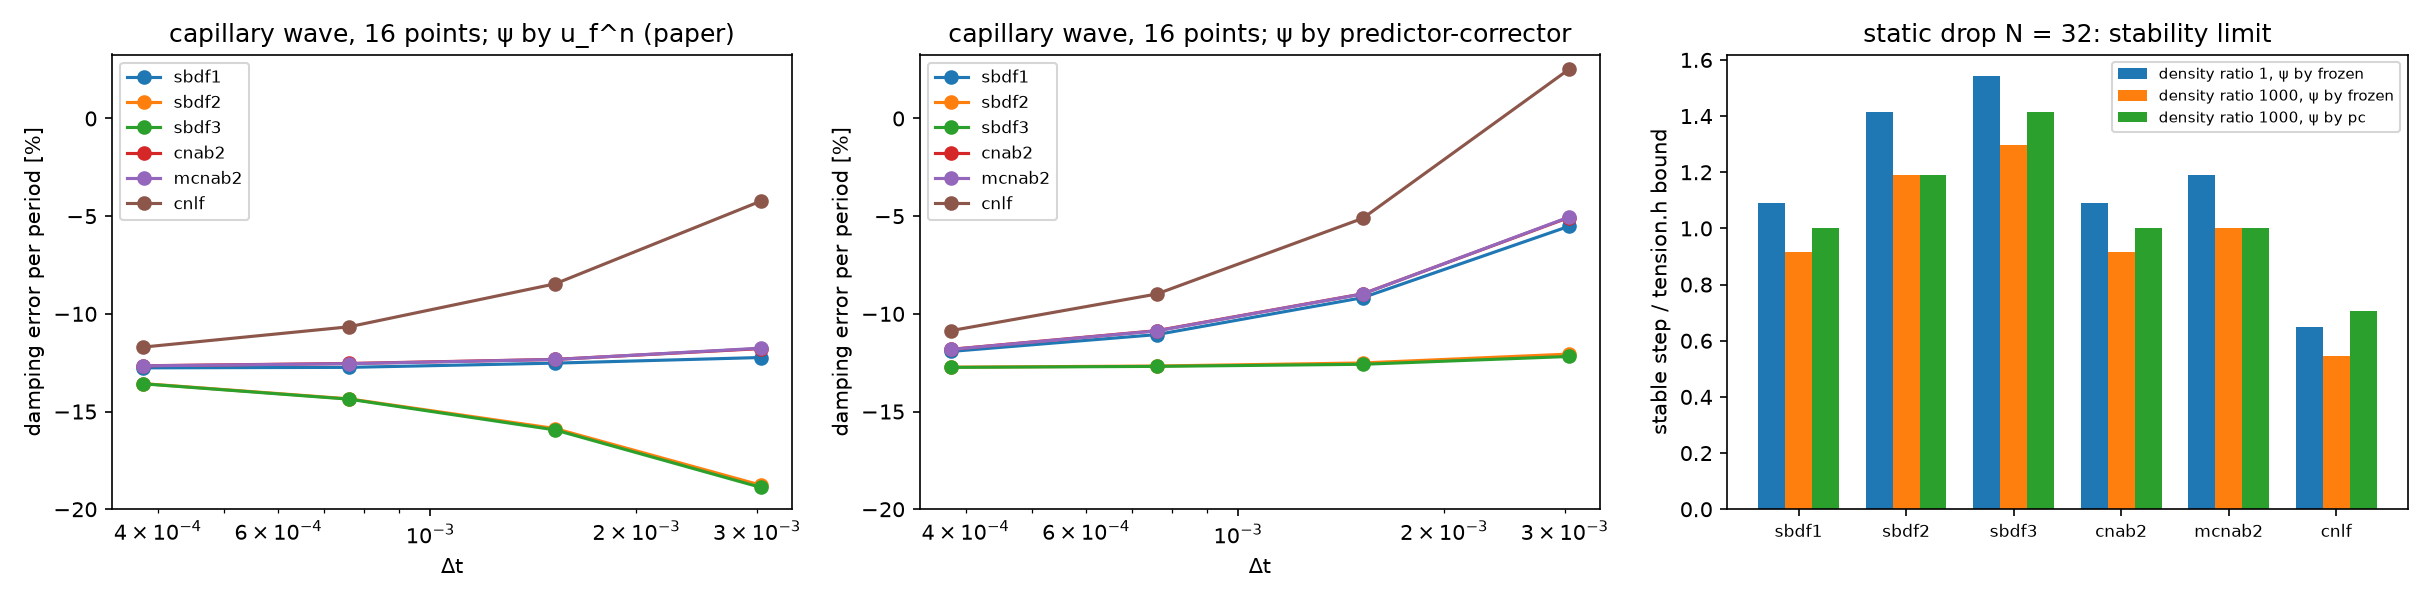 capillary wave, 16 points; ψ by u_f^n (paper)
damping error per period [%]
0
−5
−10
−15
−20
sbdf1
sbdf2
sbdf3
cnab2
mcnab2
cnlf
4 × 10⁻⁴
6 × 10⁻⁴
10⁻³
2 × 10⁻³
3 × 10⁻³
Δt
capillary wave, 16 points; ψ by predictor-corrector
damping error per period [%]
0
−5
−10
−15
−20
sbdf1
sbdf2
sbdf3
cnab2
mcnab2
cnlf
4 × 10⁻⁴
6 × 10⁻⁴
10⁻³
2 × 10⁻³
3 × 10⁻³
Δt
static drop N = 32: stability limit
stable step / tension.h bound
1.6
1.4
1.2
1.0
0.8
0.6
0.4
0.2
0.0
density ratio 1, ψ by frozen
density ratio 1000, ψ by frozen
density ratio 1000, ψ by pc
sbdf1
sbdf2
sbdf3
cnab2
mcnab2
cnlf